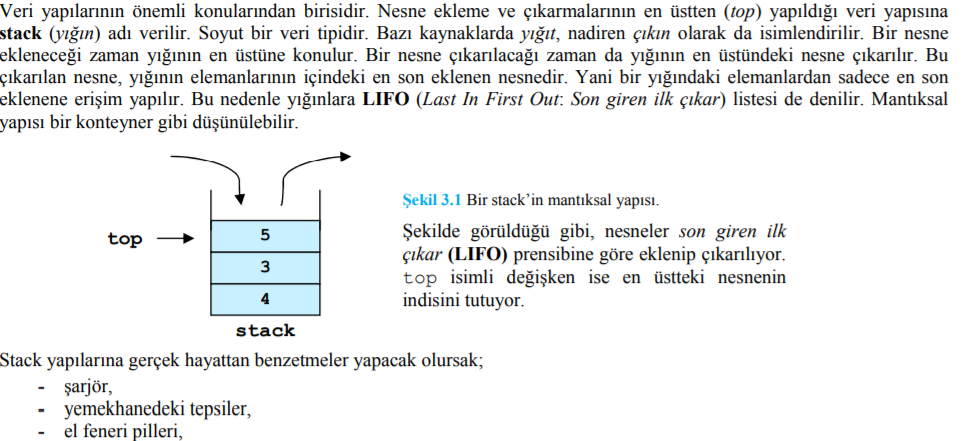 Veri yapılarının önemli konularından birisidir. Nesne ekleme ve çıkarmalarının en üstten (top) yapıldığı veri yapısına
stack (yığın) adı verilir. Soyut bir veri tipidir. Bazı kaynaklarda yığıt, nadiren çıkın olarak da isimlendirilir. Bir nesne
ekleneceği zaman yığının en üstüne konulur. Bir nesne çıkarılacağı zaman da yığının en üstündeki nesne çıkarılır. Bu
çıkarılan nesne, yığının elemanlarının içindeki en son eklenen nesnedir. Yani bir yığındaki elemanlardan sadece en son
eklenene erişim yapılır. Bu nedenle yığınlara LIFO (Last In First Out: Son giren ilk çıkar) listesi de denilir. Mantıksal
yapısı bir konteyner gibi düşünülebilir.
top
5
3
4
stack
Şekil 3.1 Bir stack’in mantıksal yapısı.
Şekilde görüldüğü gibi, nesneler son giren ilk
çıkar (LIFO) prensibine göre eklenip çıkarılıyor.
top isimli değişken ise en üstteki nesnenin
indisini tutuyor.
Stack yapılarına gerçek hayattan benzetmeler yapacak olursak;
- şarjör,
- yemekhanedeki tepsiler,
- el feneri pilleri,